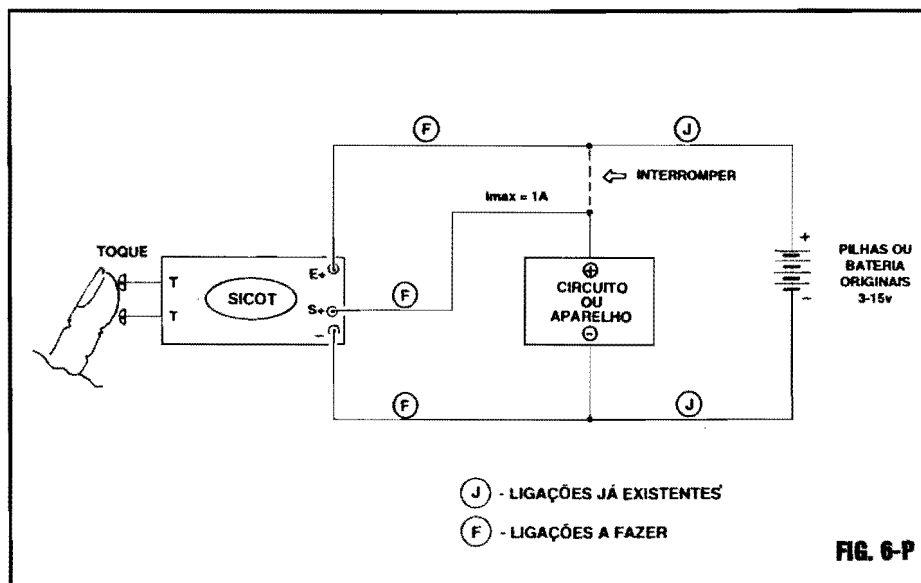 F
J
INTERROMPER
Imax = 1A
TOQUE
T
T
SICOT
E+
S+
–
F
+
CIRCUITO
OU
APARELHO
-
+
–
PILHAS OU
BATERIA
ORIGINAIS
3-15v
F
J
J - LIGAÇÕES JÁ EXISTENTES
F - LIGAÇÕES A FAZER
FIG. 6-P